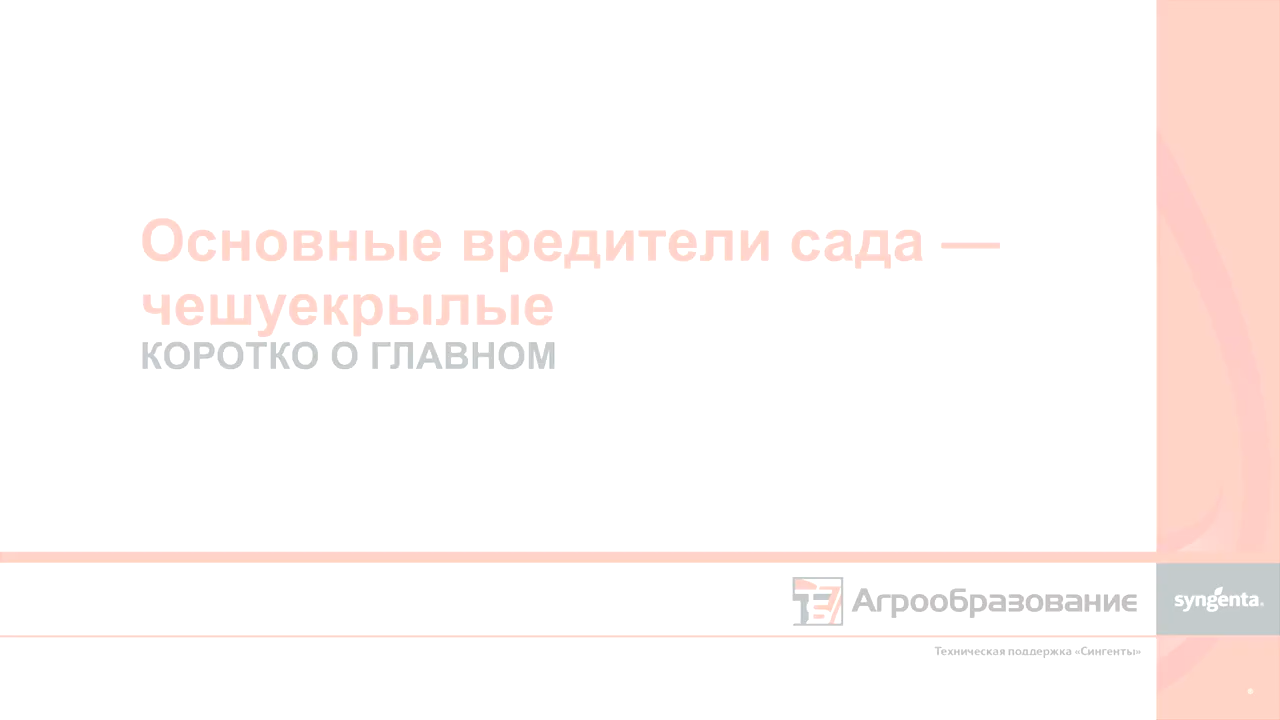 Основные вредители сада —
чешуекрылые
КОРОТКО О ГЛАВНОМ
Агрообразование
syngenta®
Техническая поддержка «Сингенты»